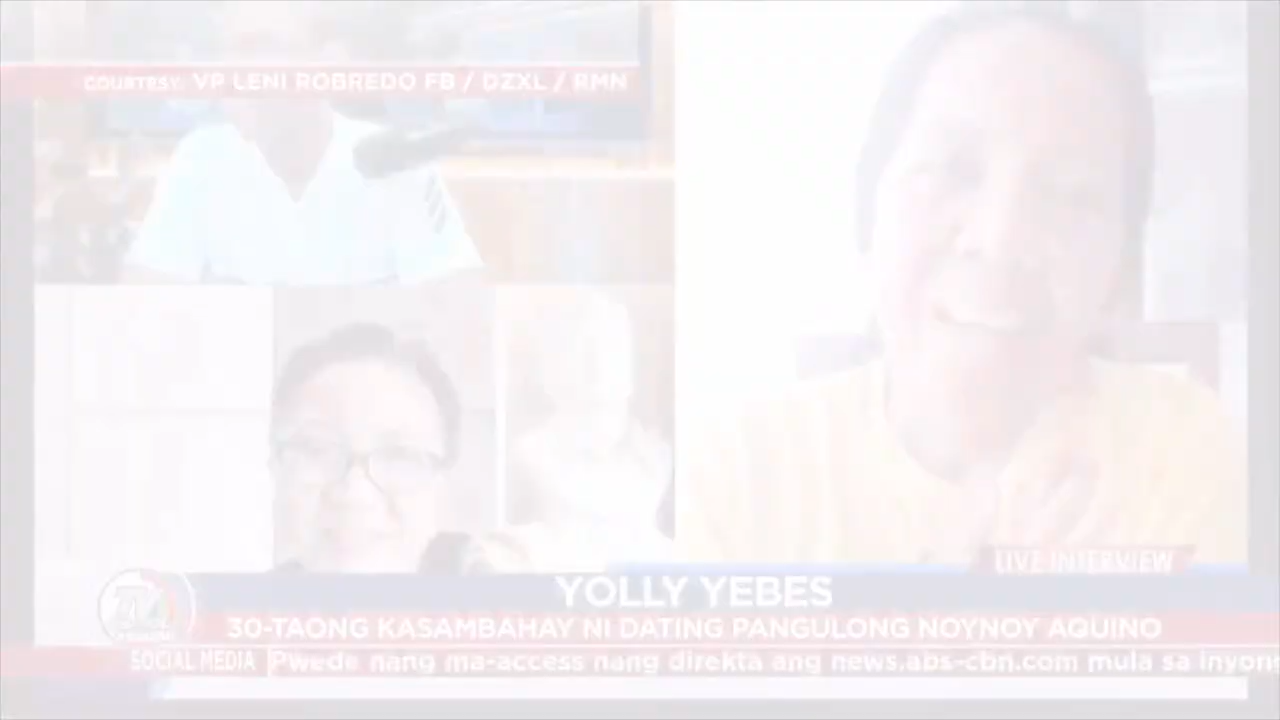 COURTESY: VP LENI ROBREDO FB / DZXL / RMN
LIVE INTERVIEW
YOLLY YEBES
30-TAONG KASAMBAHAY NI DATING PANGULONG NOYNOY AQUINO
SOCIAL MEDIA Pwede nang ma-access nang direkta ang news.abs-cbn.com mula sa inyong